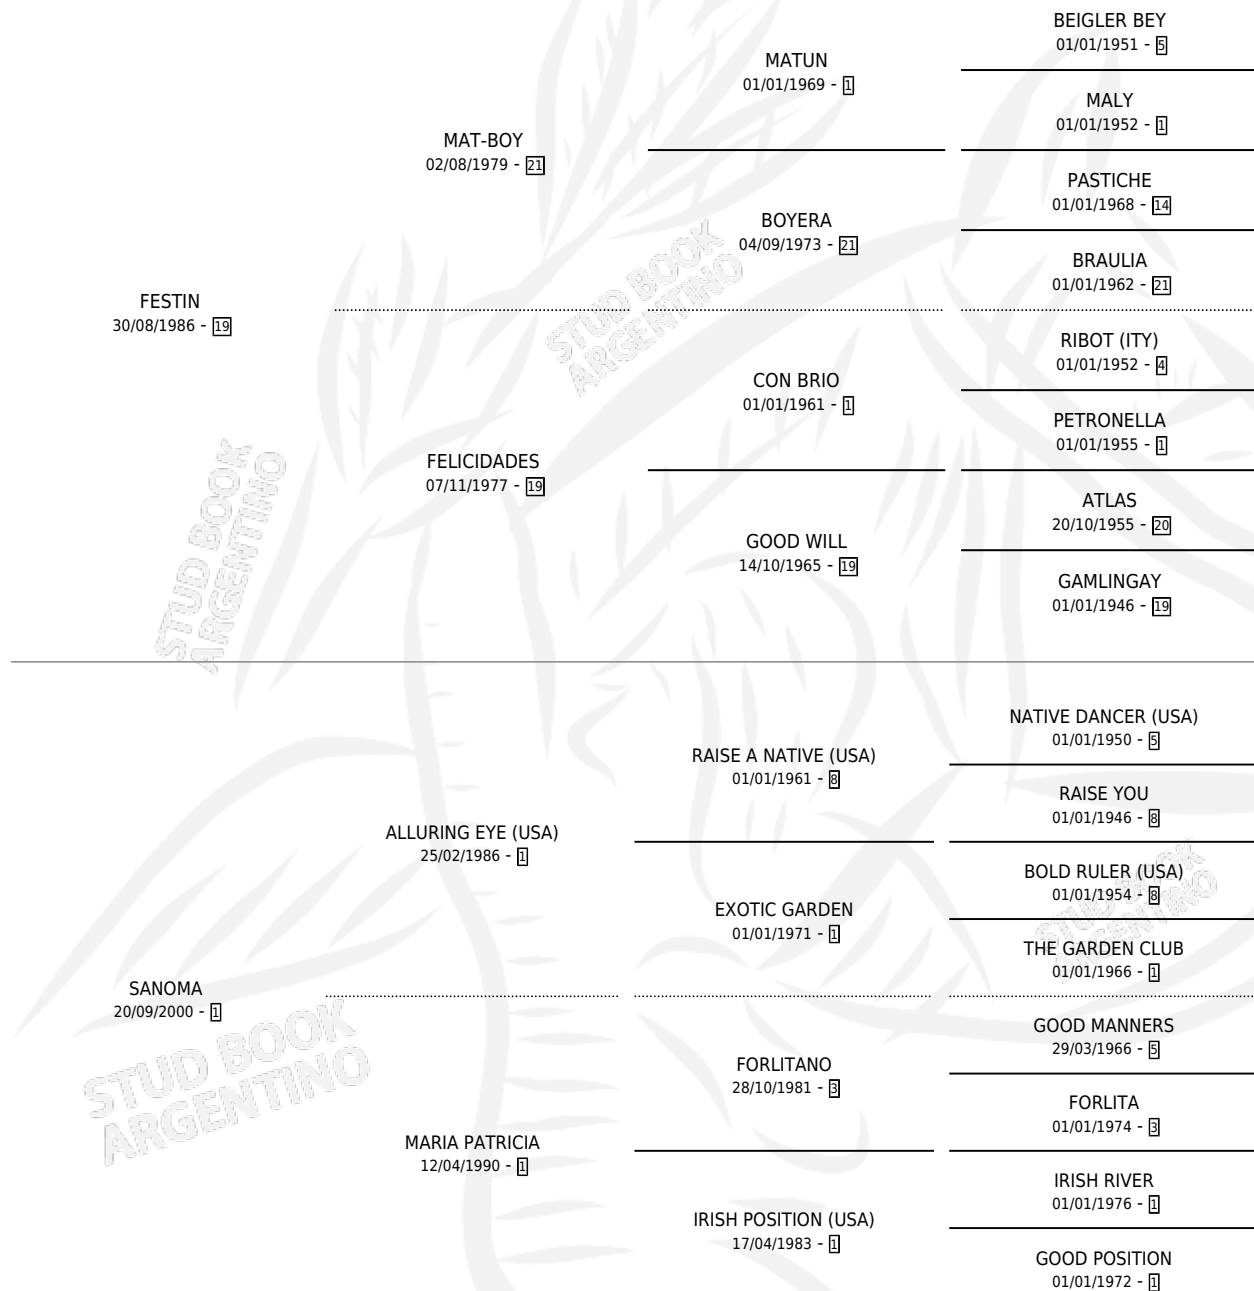 BEIGLER BEY
01/01/1951 - 5
MATUN
01/01/1969 - 1
MALY
01/01/1952 - 1
MAT-BOY
02/08/1979 - 21
PASTICHE
01/01/1968 - 14
BOYERA
04/09/1973 - 21
BRAULIA
01/01/1962 - 21
FESTIN
30/08/1986 - 19
STUD BOOK
ARGENTINO
RIBOT (ITY)
01/01/1952 - 4
CON BRIO
01/01/1961 - 1
PETRONELLA
01/01/1955 - 1
FELICIDADES
07/11/1977 - 19
ATLAS
20/10/1955 - 20
GOOD WILL
14/10/1965 - 19
GAMLINGAY
01/01/1946 - 19
STUD BOOK
ARGENTINO
NATIVE DANCER (USA)
01/01/1950 - 5
RAISE A NATIVE (USA)
01/01/1961 - 8
RAISE YOU
01/01/1946 - 8
ALLURING EYE (USA)
25/02/1986 - 1
BOLD RULER (USA)
01/01/1954 - 8
EXOTIC GARDEN
01/01/1971 - 1
THE GARDEN CLUB
01/01/1966 - 1
STUD BOOK
ARGENTINO
SANOMA
20/09/2000 - 1
GOOD MANNERS
29/03/1966 - 5
FORLITANO
28/10/1981 - 3
FORLITA
01/01/1974 - 3
STUD BOOK
ARGENTINO
MARIA PATRICIA
12/04/1990 - 1
IRISH RIVER
01/01/1976 - 1
IRISH POSITION (USA)
17/04/1983 - 1
GOOD POSITION
01/01/1972 - 1